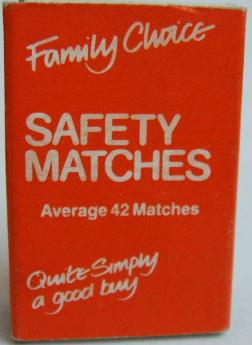 Family Choice
SAFETY
MATCHES
Average 42 Matches
Quite Simply
a good buy